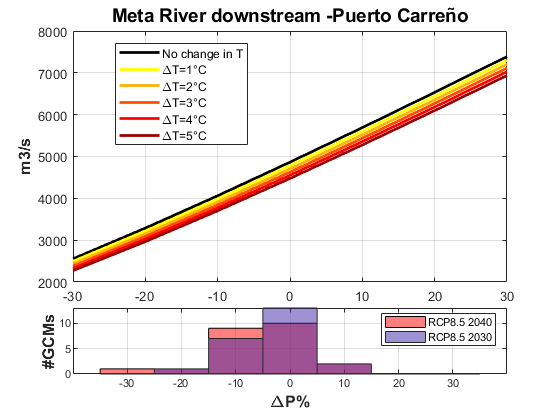 Meta River downstream -Puerto Carreño
8000
7000
6000
5000
4000
3000
2000
m3/s
No change in T
ΔT=1°C
ΔT=2°C
ΔT=3°C
ΔT=4°C
ΔT=5°C
-30 -20 -10 0 10 20 30
10
5
0
#GCMs
RCP8.5 2040
RCP8.5 2030
-30 -20 -10 0 10 20 30
ΔP%